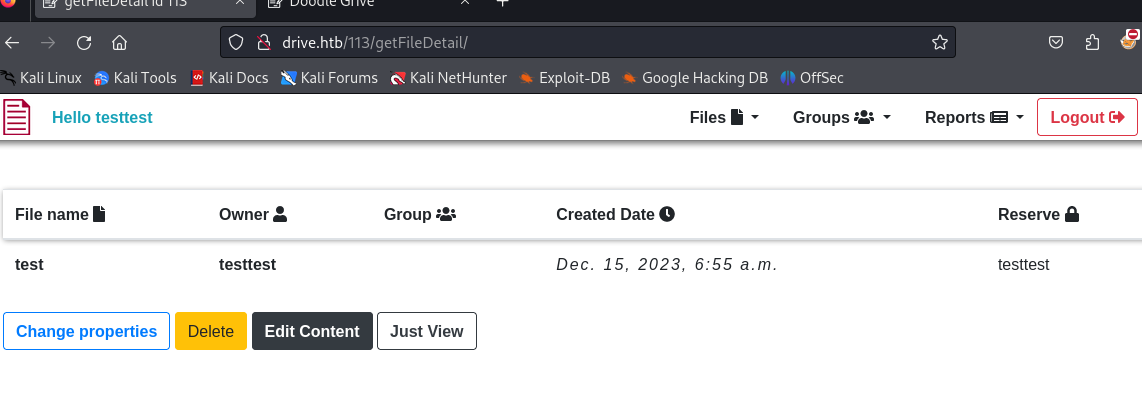 getFileDetail id 113 Doodle Grive
drive.htb/113/getFileDetail/
Kali Linux Kali Tools Kali Docs Kali Forums Kali NetHunter Exploit-DB Google Hacking DB OffSec
Hello testtest Files Groups Reports Logout
File name Owner Group Created Date Reserve
test testtest Dec. 15, 2023, 6:55 a.m. testtest
Change properties Delete Edit Content Just View